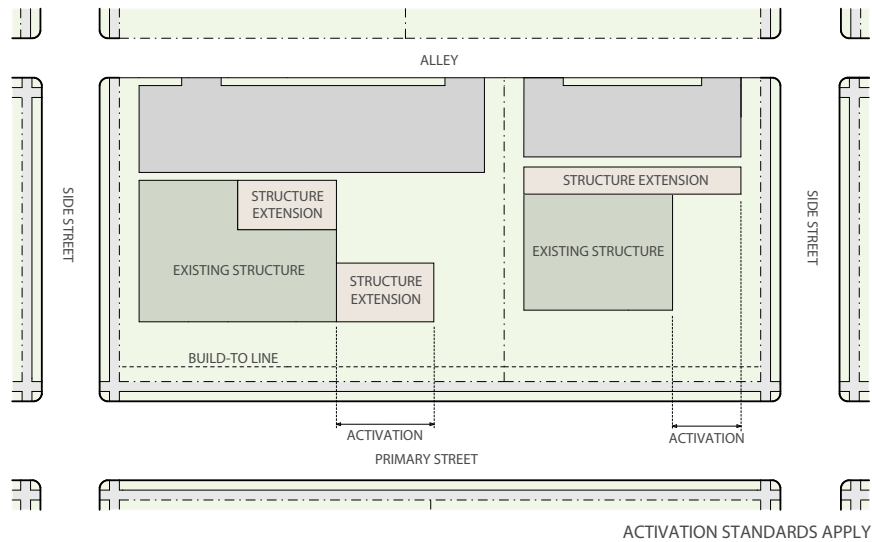 ALLEY
SIDE STREET
STRUCTURE
EXTENSION
EXISTING STRUCTURE
STRUCTURE
EXTENSION
STRUCTURE EXTENSION
EXISTING STRUCTURE
SIDE STREET
BUILD-TO LINE
ACTIVATION
ACTIVATION
PRIMARY STREET
ACTIVATION STANDARDS APPLY